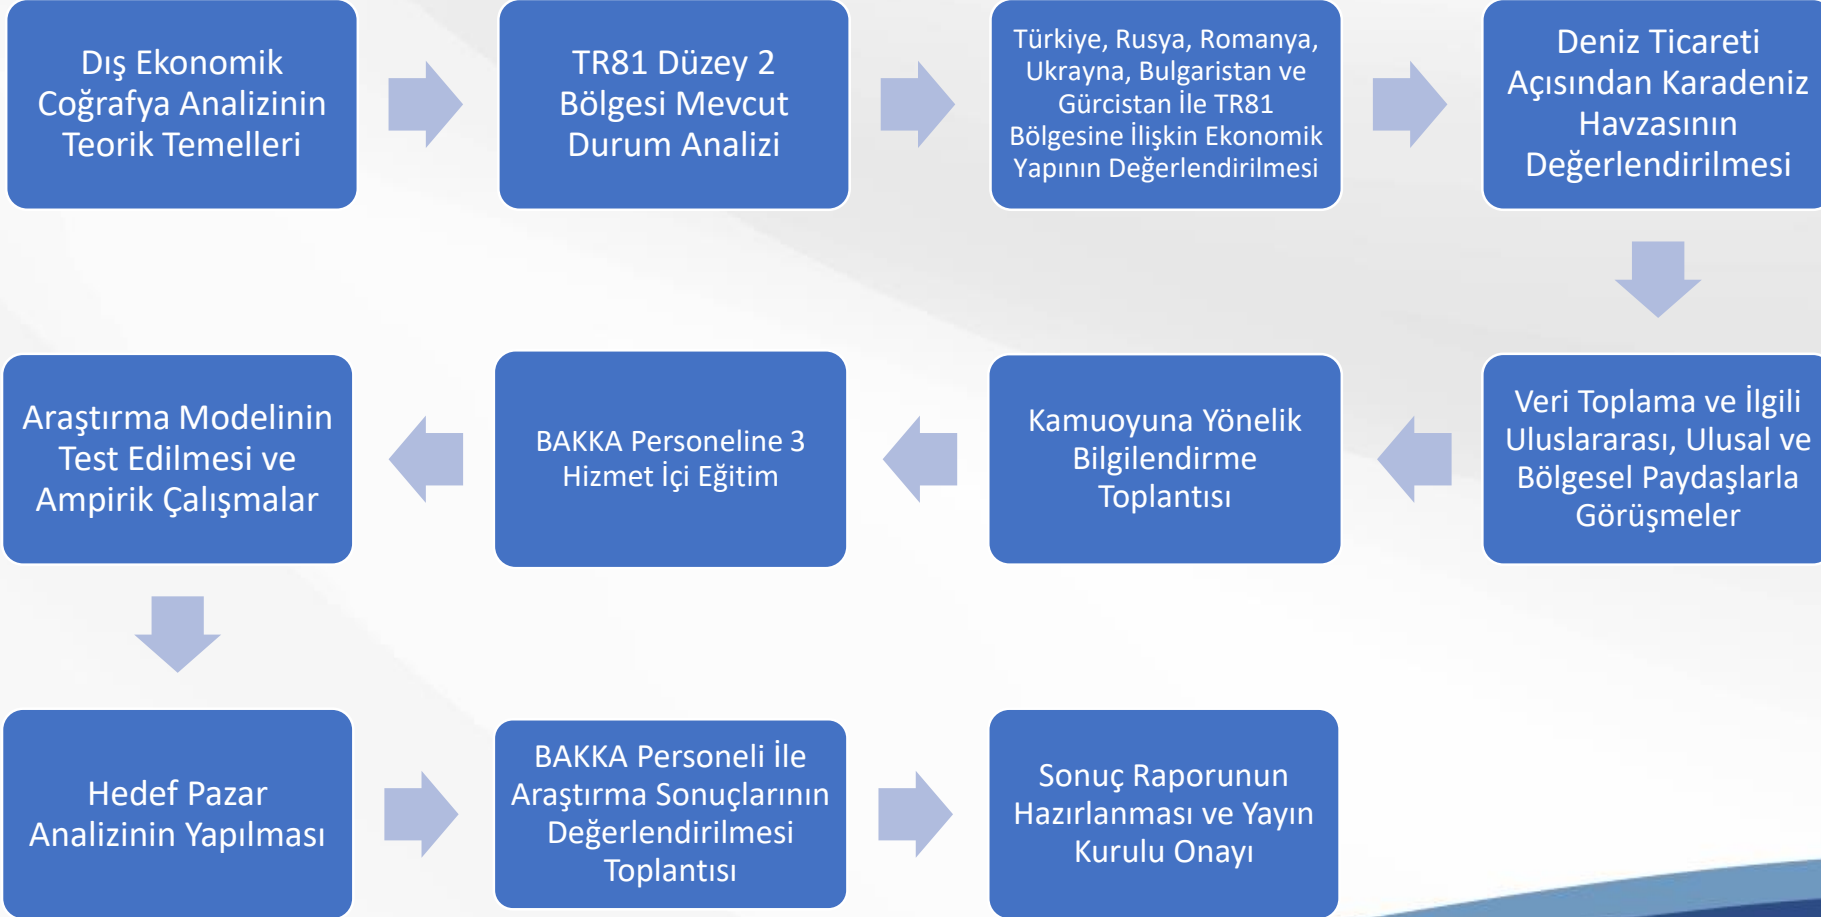 Dış Ekonomik
Coğrafya Analizinin
Teorik Temelleri
TR81 Düzey 2
Bölgesi Mevcut
Durum Analizi
Türkiye, Rusya, Romanya,
Ukrayna, Bulgaristan ve
Gürcistan İle TR81
Bölgesine İlişkin Ekonomik
Yapının Değerlendirilmesi
Deniz Ticareti
Açısından Karadeniz
Havzasının
Değerlendirilmesi
Veri Toplama ve İlgili
Uluslararası, Ulusal ve
Bölgesel Paydaşlarla
Görüşmeler
Kamuoyuna Yönelik
Bilgilendirme
Toplantısı
BAKKA Personeline 3
Hizmet İçi Eğitim
Araştırma Modelinin
Test Edilmesi ve
Ampirik Çalışmalar
Hedef Pazar
Analizinin Yapılması
BAKKA Personeli İle
Araştırma Sonuçlarının
Değerlendirilmesi
Toplantısı
Sonuç Raporunun
Hazırlanması ve Yayın
Kurulu Onayı